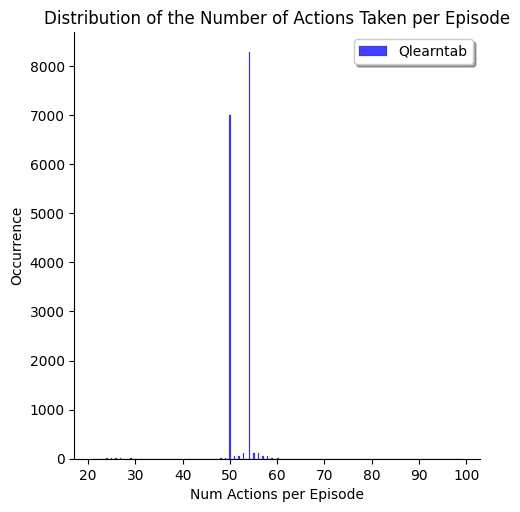 Distribution of the Number of Actions Taken per Episode
Qlearntab
8000
7000
6000
5000
4000
3000
2000
1000
0
Occurrence
20 30 40 50 60 70 80 90 100
Num Actions per Episode